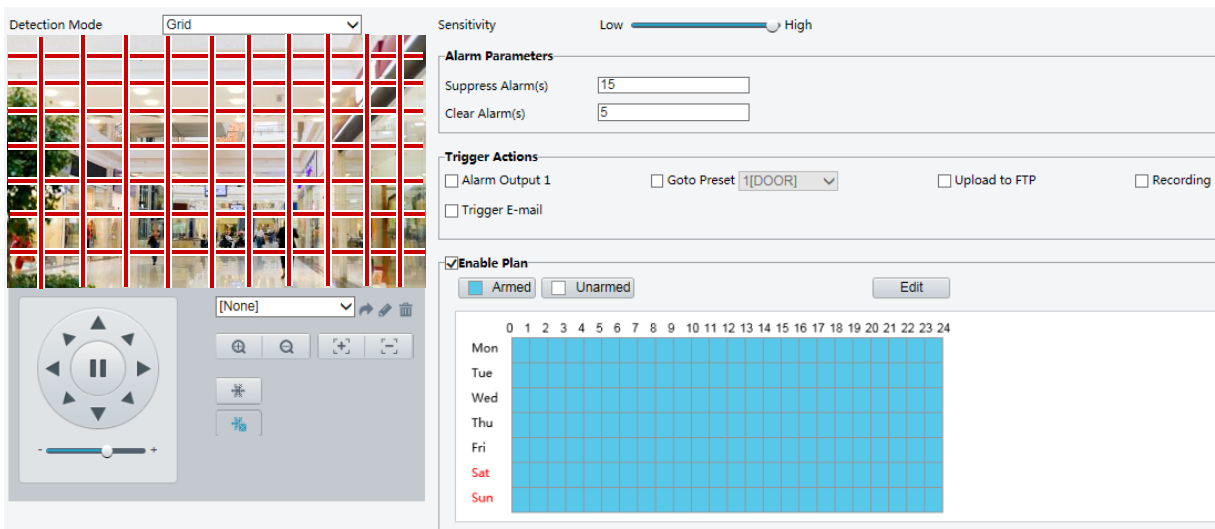 Detection Mode Grid
Sensitivity Low High
Alarm Parameters
Suppress Alarm(s) 15
Clear Alarm(s) 5
Trigger Actions
Alarm Output 1 Goto Preset 1[DOOR] Upload to FTP Recording
Trigger E-mail
Enable Plan
Armed Unarmed Edit
[None]
- +
0 1 2 3 4 5 6 7 8 9 10 11 12 13 14 15 16 17 18 19 20 21 22 23 24
Mon
Tue
Wed
Thu
Fri
Sat
Sun